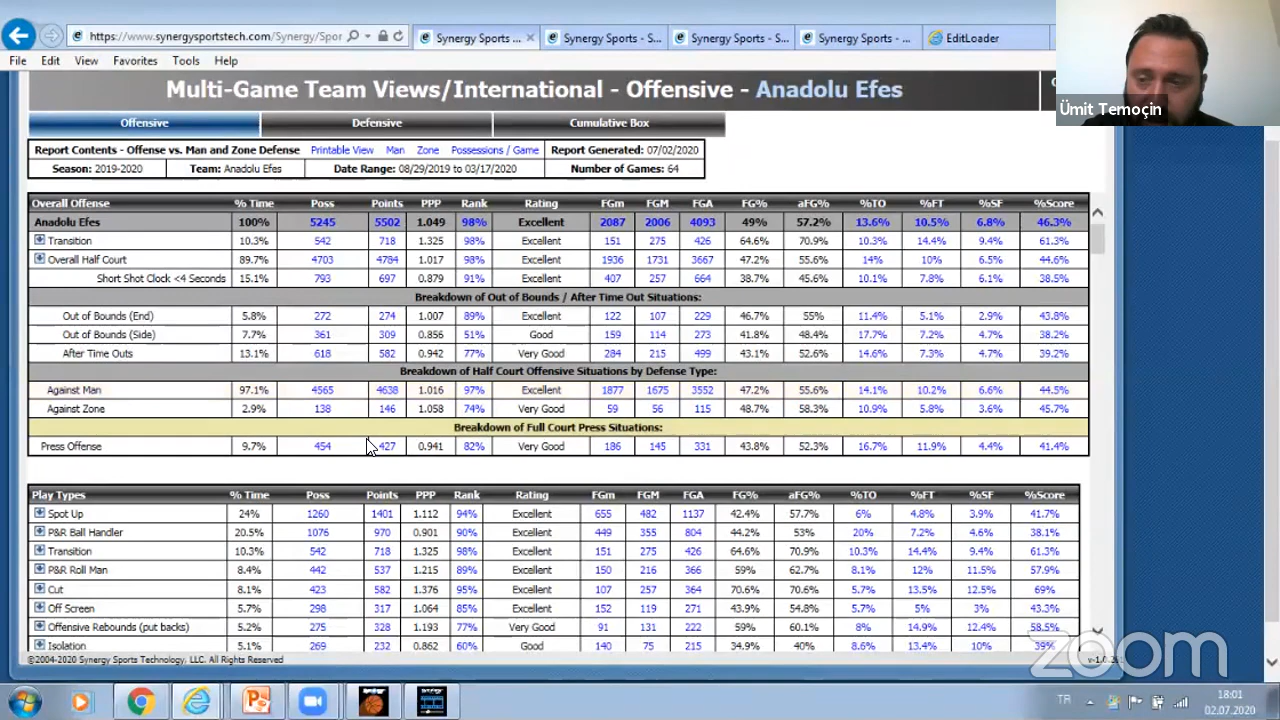 https://www.synergysportstech.com/Synergy/Spor
Synergy Sports ...
Synergy Sports - S...
Synergy Sports - S...
Synergy Sports - ...
EditLoader
File Edit View Favorites Tools Help
Ümit Temoçin
Multi-Game Team Views/International - Offensive - Anadolu Efes
Offensive Defensive Cumulative Box
Report Contents - Offense vs. Man and Zone Defense Printable View Man Zone Possessions / Game Report Generated: 07/02/2020
Season: 2019-2020 Team: Anadolu Efes Date Range: 08/29/2019 to 03/17/2020 Number of Games: 64
Overall Offense % Time Poss Points PPP Rank Rating FGm FGM FGA FG% aFG% %TO %FT %SF %Score
Anadolu Efes 100% 5245 5502 1.049 98% Excellent 2087 2006 4093 49% 57.2% 13.6% 10.5% 6.8% 46.3%
Transition 10.3% 542 718 1.325 98% Excellent 151 275 426 64.6% 70.9% 10.3% 14.4% 9.4% 61.3%
Overall Half Court 89.7% 4703 4784 1.017 98% Excellent 1936 1731 3667 47.2% 55.6% 14% 10% 6.5% 44.6%
Short Shot Clock <4 Seconds 15.1% 793 697 0.879 91% Excellent 407 257 664 38.7% 45.6% 10.1% 7.8% 6.1% 38.5%
Breakdown of Out of Bounds / After Time Out Situations:
Out of Bounds (End) 5.8% 272 274 1.007 89% Excellent 122 107 229 46.7% 55% 11.4% 5.1% 2.9% 43.8%
Out of Bounds (Side) 7.7% 361 309 0.856 51% Good 159 114 273 41.8% 48.4% 17.7% 7.2% 4.7% 38.2%
After Time Outs 13.1% 618 582 0.942 77% Very Good 284 215 499 43.1% 52.6% 14.6% 7.3% 4.7% 39.2%
Breakdown of Half Court Offensive Situations by Defense Type:
Against Man 97.1% 4565 4638 1.016 97% Excellent 1877 1675 3552 47.2% 55.6% 14.1% 10.2% 6.6% 44.5%
Against Zone 2.9% 138 146 1.058 74% Very Good 59 56 115 48.7% 58.3% 10.9% 5.8% 3.6% 45.7%
Breakdown of Full Court Press Situations:
Press Offense 9.7% 454 427 0.941 82% Very Good 186 145 331 43.8% 52.3% 16.7% 11.9% 4.4% 41.4%
Play Types % Time Poss Points PPP Rank Rating FGm FGM FGA FG% aFG% %TO %FT %SF %Score
Spot Up 24% 1260 1401 1.112 94% Excellent 655 482 1137 42.4% 57.7% 6% 4.8% 3.9% 41.7%
P&R Ball Handler 20.5% 1076 970 0.901 90% Excellent 449 355 804 44.2% 53% 20% 7.2% 4.6% 38.1%
Transition 10.3% 542 718 1.325 98% Excellent 151 275 426 64.6% 70.9% 10.3% 14.4% 9.4% 61.3%
P&R Roll Man 8.4% 442 537 1.215 89% Excellent 150 216 366 59% 62.7% 8.1% 12% 11.5% 57.9%
Cut 8.1% 423 582 1.376 95% Excellent 107 257 364 70.6% 70.6% 5.7% 13.5% 12.5% 69%
Off Screen 5.7% 298 317 1.064 85% Excellent 152 119 271 43.9% 54.8% 5.7% 5% 3% 43.3%
Offensive Rebounds (put backs) 5.2% 275 328 1.193 77% Very Good 91 131 222 59% 60.1% 8% 14.9% 12.4% 58.5%
Isolation 5.1% 269 232 0.862 60% Good 140 75 215 34.9% 40% 8.6% 13.4% 10% 39%
©2004-2020 Synergy Sports Technology, LLC. All Rights Reserved
zoom
TR
18:01
02.07.2020